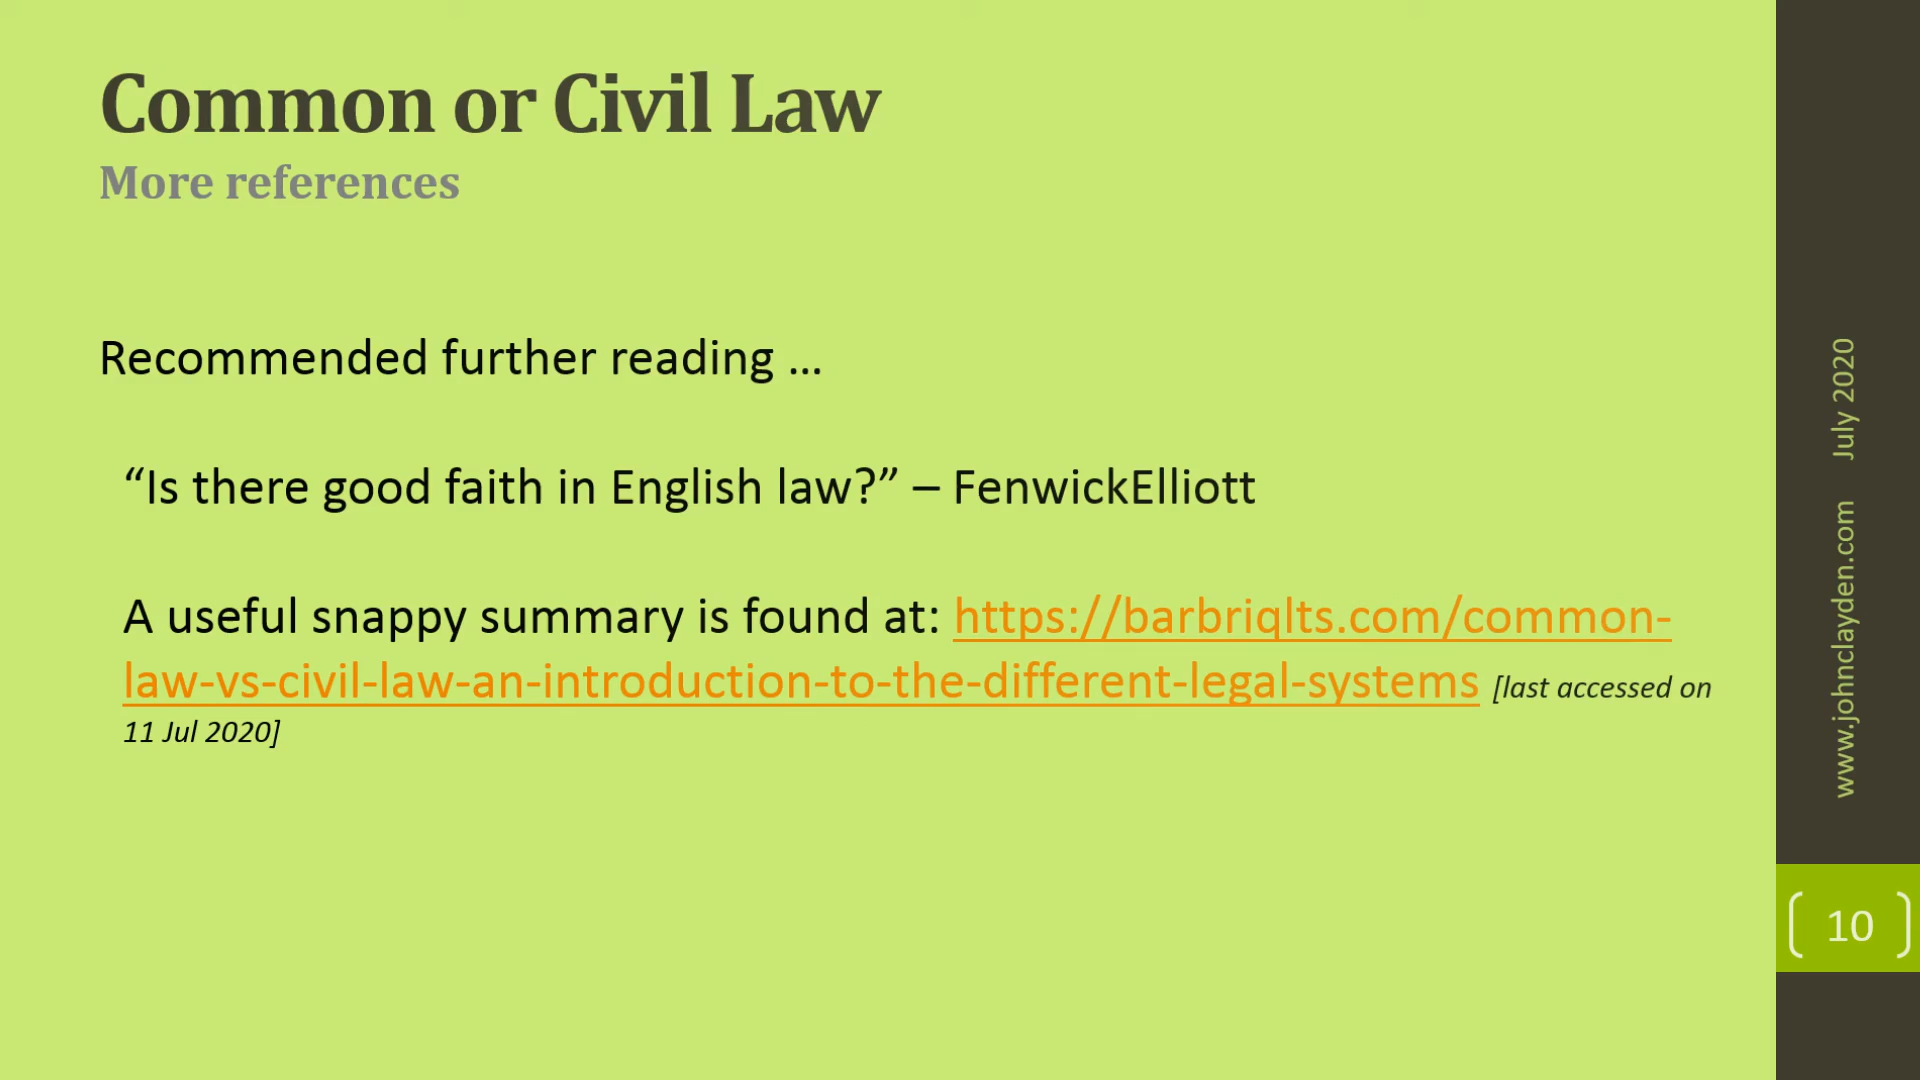 Common or Civil Law
More references
Recommended further reading …
“Is there good faith in English law?” – FenwickElliott
A useful snappy summary is found at: https://barbriqlts.com/common-
law-vs-civil-law-an-introduction-to-the-different-legal-systems [last accessed on
11 Jul 2020]
www.johnclayden.com July 2020
10